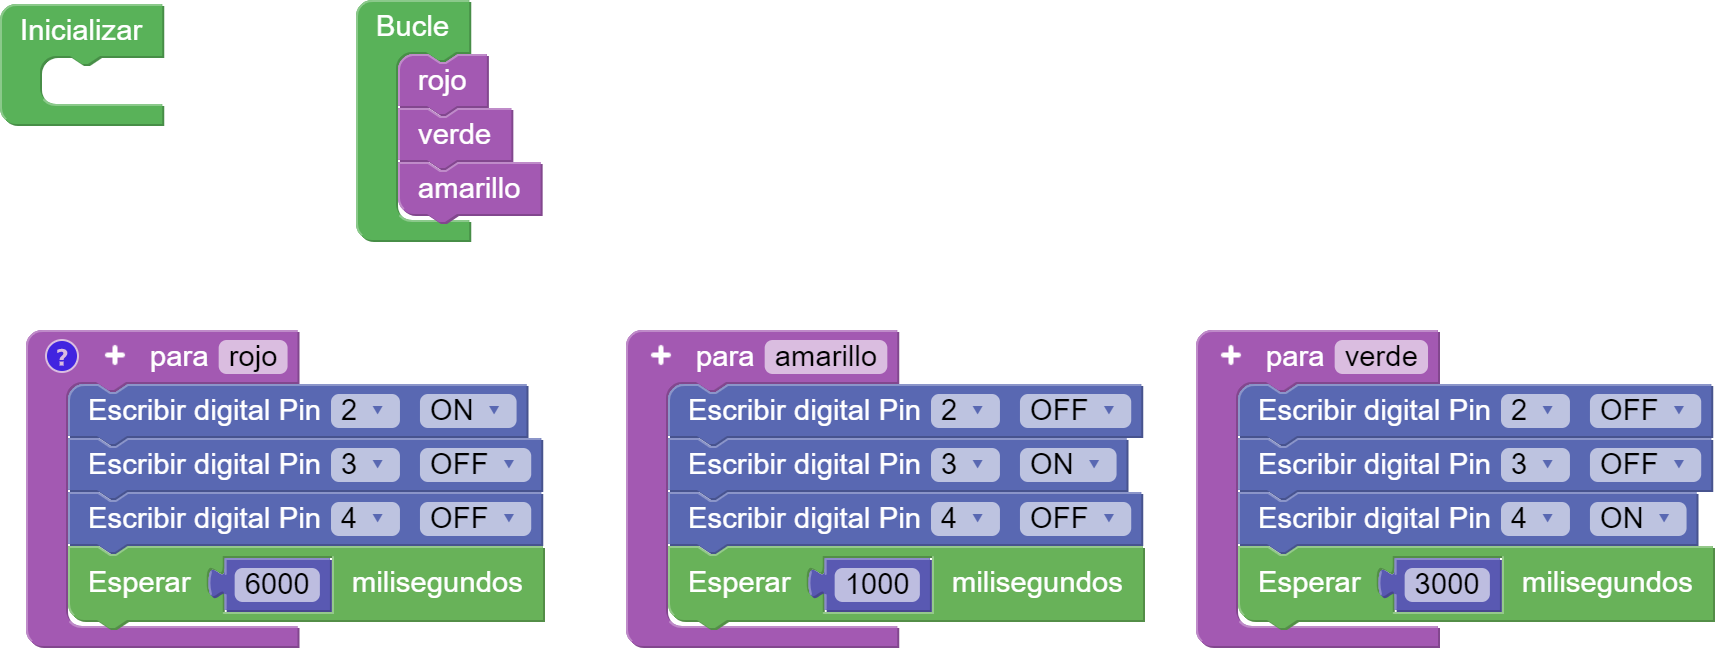 Inicializar
Bucle
rojo
verde
amarillo
? + para rojo
Escribir digital Pin 2 ON
Escribir digital Pin 3 OFF
Escribir digital Pin 4 OFF
Esperar 6000 milisegundos
+ para amarillo
Escribir digital Pin 2 OFF
Escribir digital Pin 3 ON
Escribir digital Pin 4 OFF
Esperar 1000 milisegundos
+ para verde
Escribir digital Pin 2 OFF
Escribir digital Pin 3 OFF
Escribir digital Pin 4 ON
Esperar 3000 milisegundos